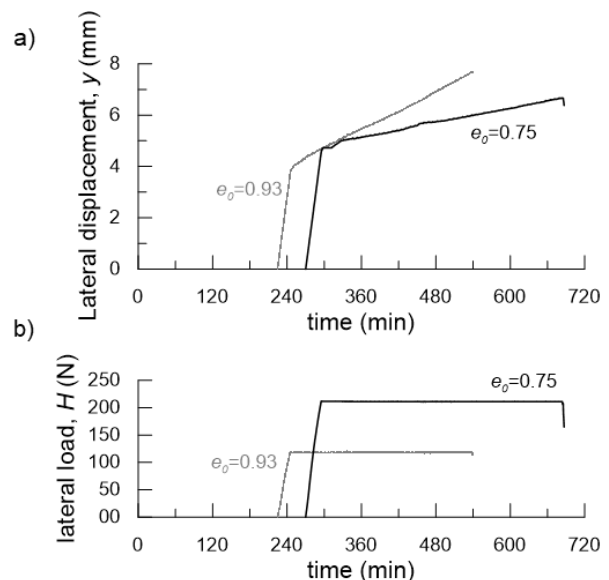 a)
Lateral displacement, y (mm)
8
6
4
2
0
e0=0.93
e0=0.75
0 120 240 360 480 600 720
time (min)
b)
lateral load, H (N)
250
200
150
100
50
00
e0=0.75
e0=0.93
0 120 240 360 480 600 720
time (min)